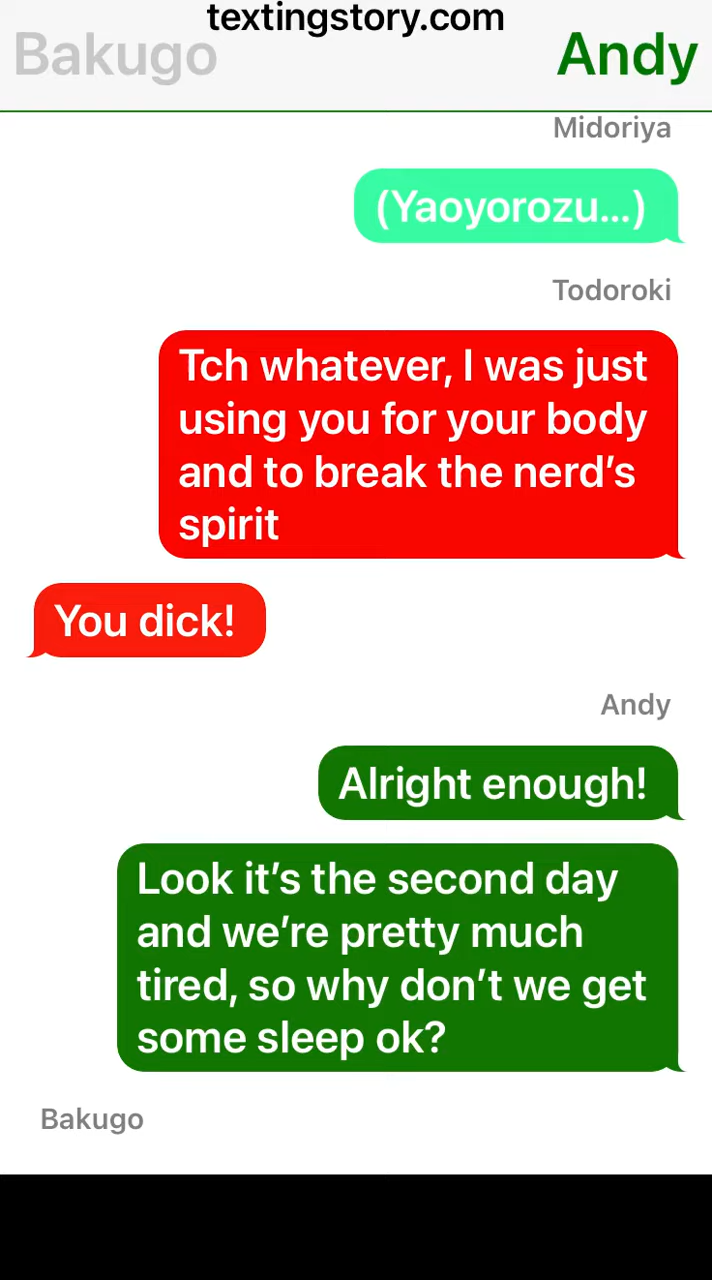 textingstory.com
Bakugo
Andy
Midoriya
(Yaoyorozu...)
Todoroki
Tch whatever, I was just
using you for your body
and to break the nerd’s
spirit
You dick!
Andy
Alright enough!
Look it’s the second day
and we’re pretty much
tired, so why don’t we get
some sleep ok?
Bakugo